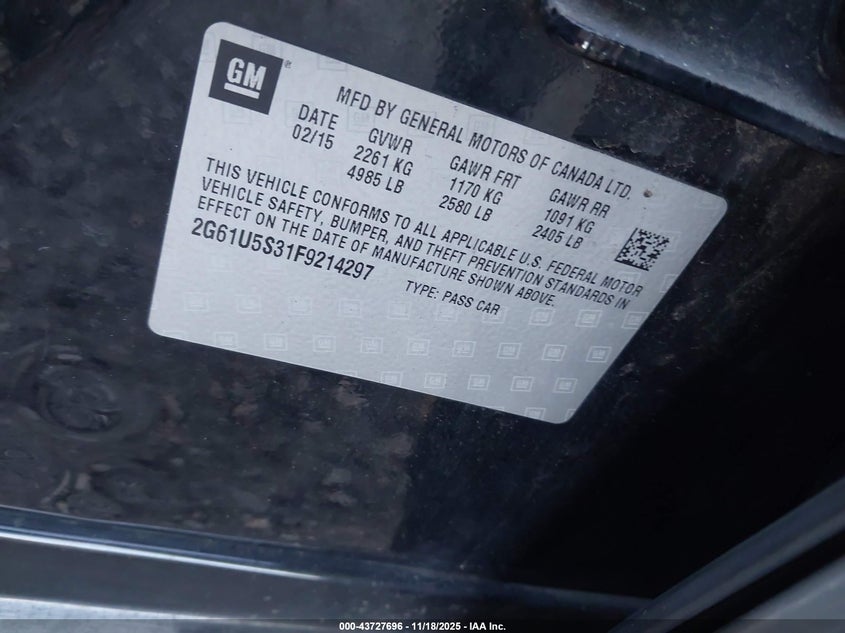 GM®
MFD BY GENERAL MOTORS OF CANADA LTD.
DATE GVWR GAWR FRT GAWR RR
02/15 2261 KG 1170 KG 1091 KG
4985 LB 2580 LB 2405 LB
THIS VEHICLE CONFORMS TO ALL APPLICABLE U.S. FEDERAL MOTOR
VEHICLE SAFETY, BUMPER, AND THEFT PREVENTION STANDARDS IN
EFFECT ON THE DATE OF MANUFACTURE SHOWN ABOVE.
2G61U5S31F9214297 TYPE: PASS CAR
000-43727696 - 11/18/2025 - IAA Inc.